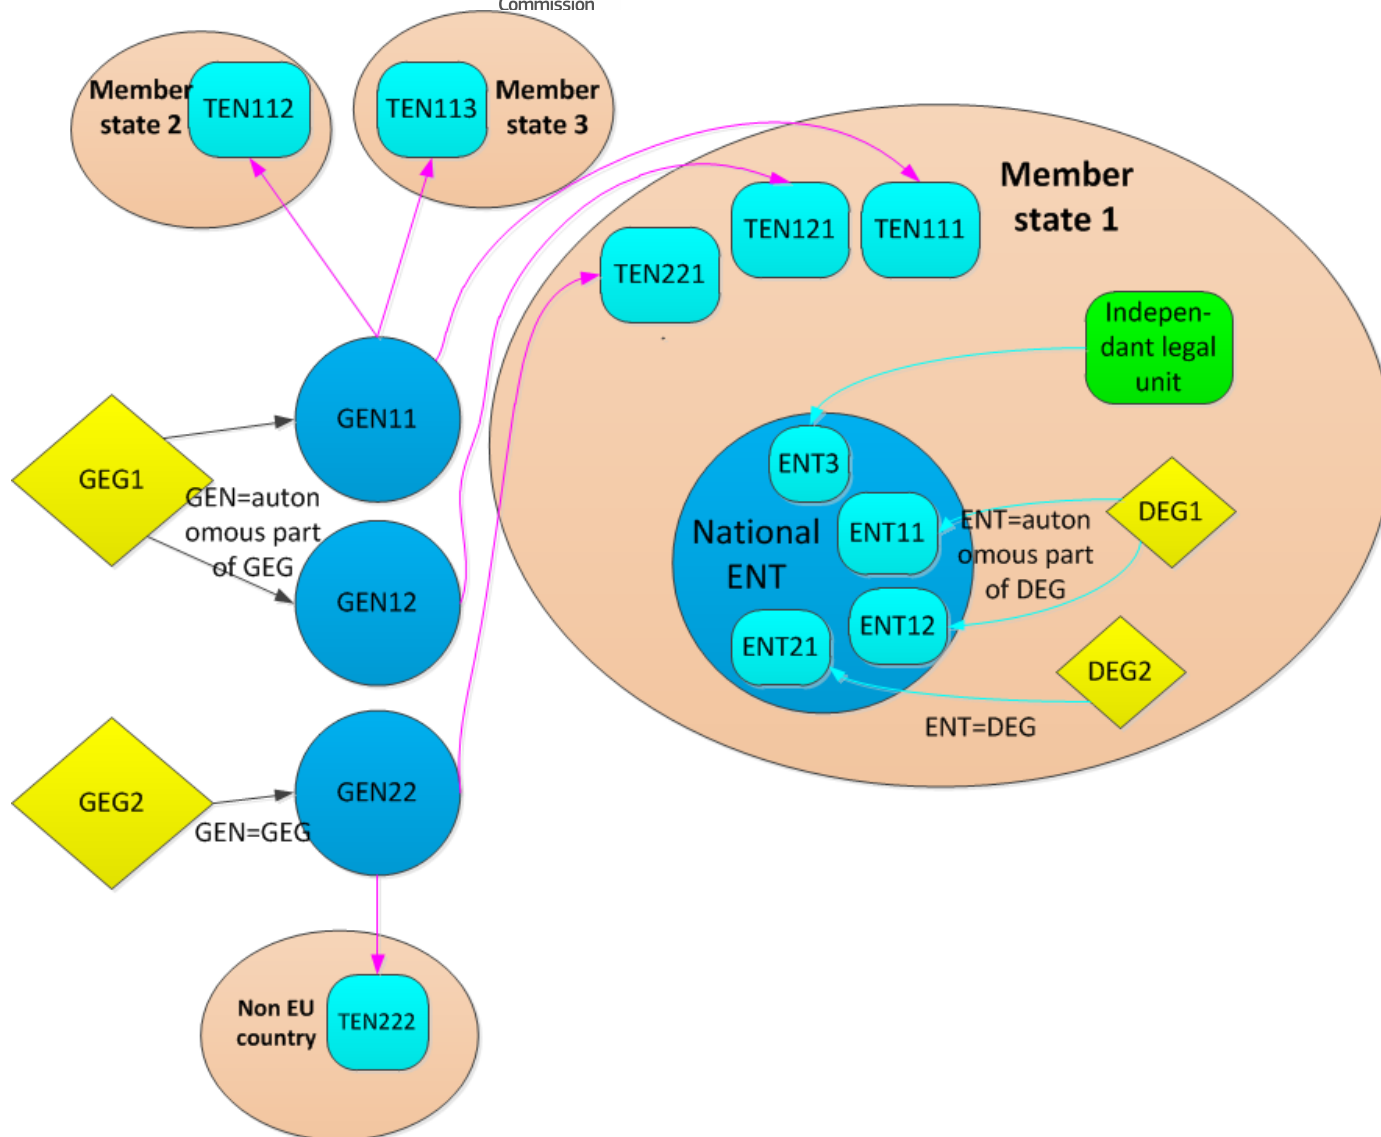 Commission
Member
state 2
TEN112
TEN113
Member
state 3
Member
state 1
TEN121
TEN111
TEN221
Indepen-
dant legal
unit
GEN11
GEG1
GEN=auton
omous part
of GEG
GEN12
ENT3
National
ENT
ENT11
ENT=auton
omous part
of DEG
DEG1
ENT12
ENT21
DEG2
ENT=DEG
GEG2
GEN22
GEN=GEG
Non EU
country
TEN222